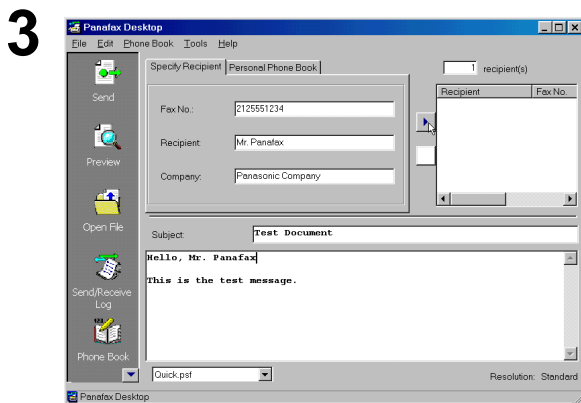 3
Panafax Desktop
File Edit Phone Book Tools Help
Send
Preview
Open File
Send/Receive
Log
Phone Book
Specify Recipient Personal Phone Book
Fax No.: 2125551234
Recipient: Mr. Panafax
Company: Panasonic Company
1 recipient(s)
Recipient Fax No.
Subject: Test Document
Hello, Mr. Panafax
This is the test message.
Quick.psf
Resolution: Standard
Panafax Desktop